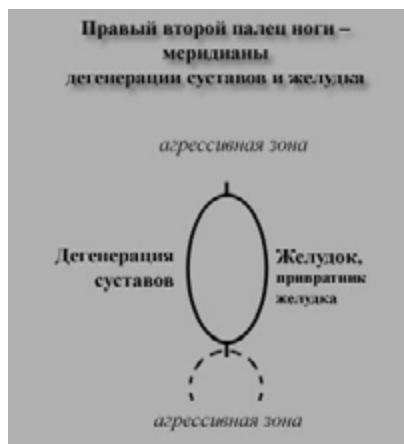 Правый второй палец ноги –
меридианы
дегенерации суставов и желудка
агрессивная зона
Дегенерация
суставов
Желудок,
привратник
желудка
агрессивная зона